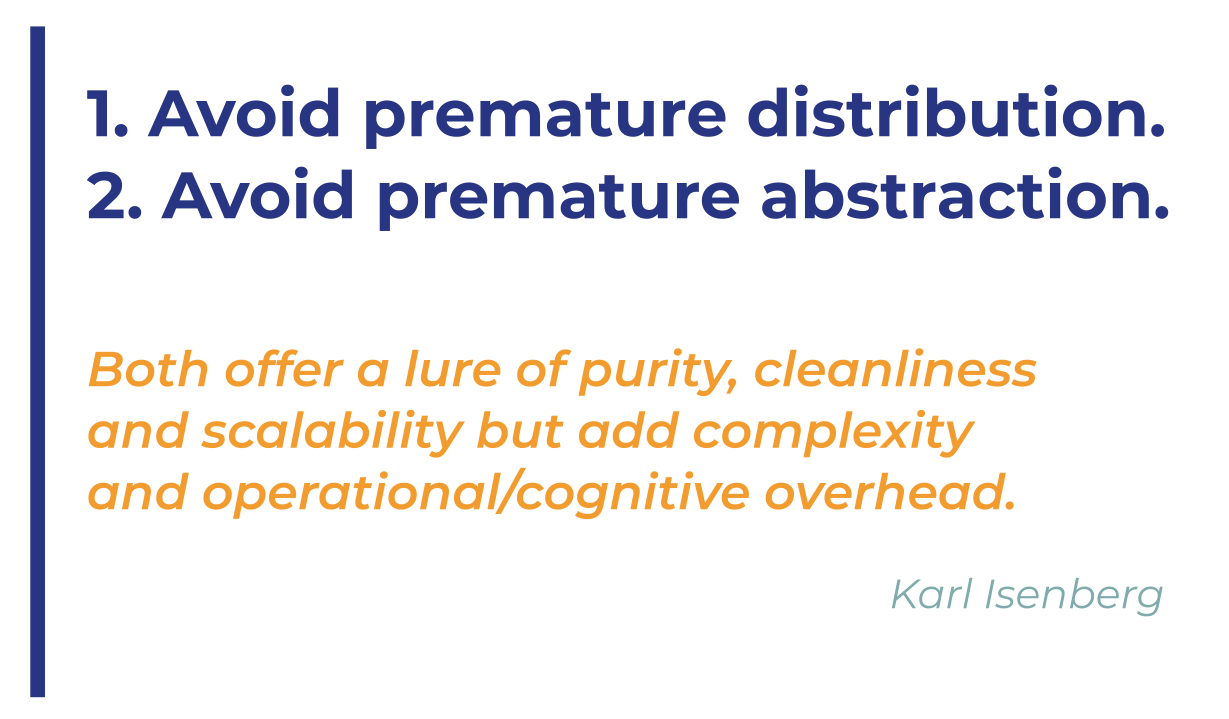 1. Avoid premature distribution.
2. Avoid premature abstraction.
Both offer a lure of purity, cleanliness
and scalability but add complexity
and operational/cognitive overhead.
Karl Isenberg